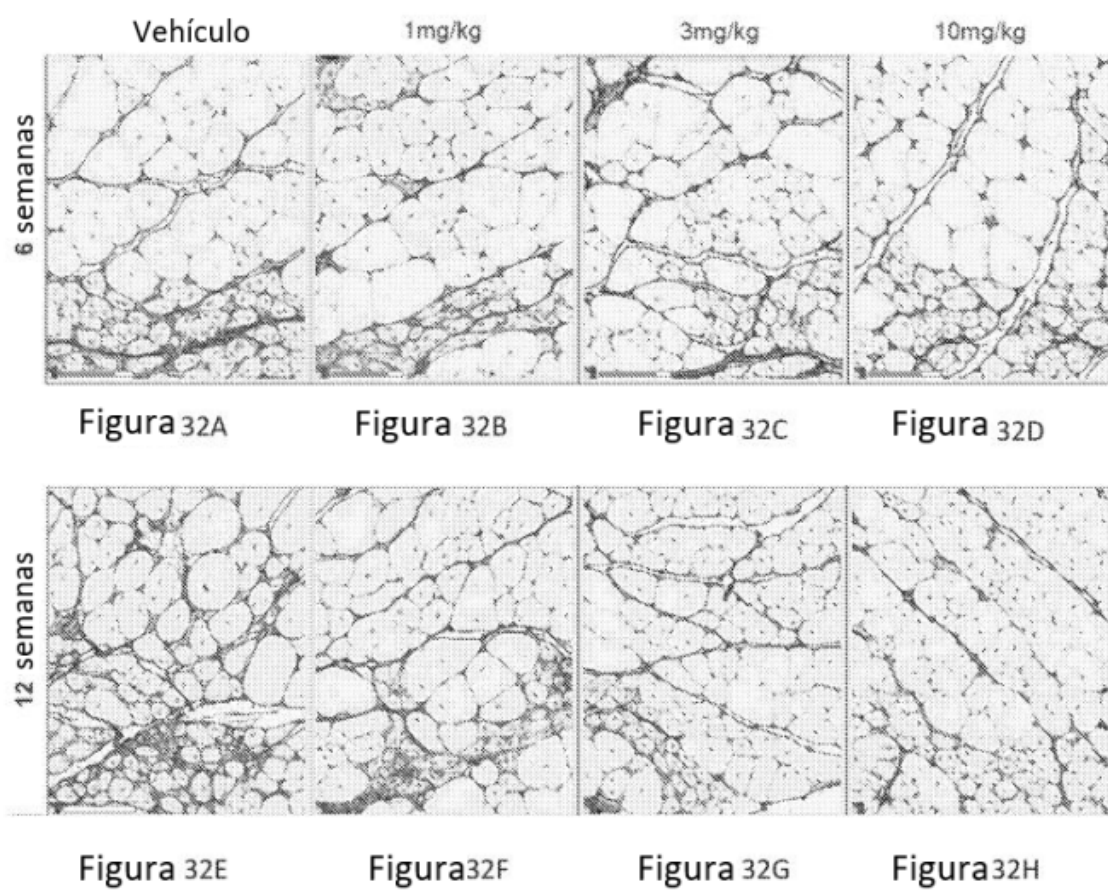 Vehículo 1mg/kg 3mg/kg 10mg/kg
6 semanas
Figura 32A Figura 32B Figura 32C Figura 32D
12 semanas
Figura 32E Figura32F Figura 32G Figura32H